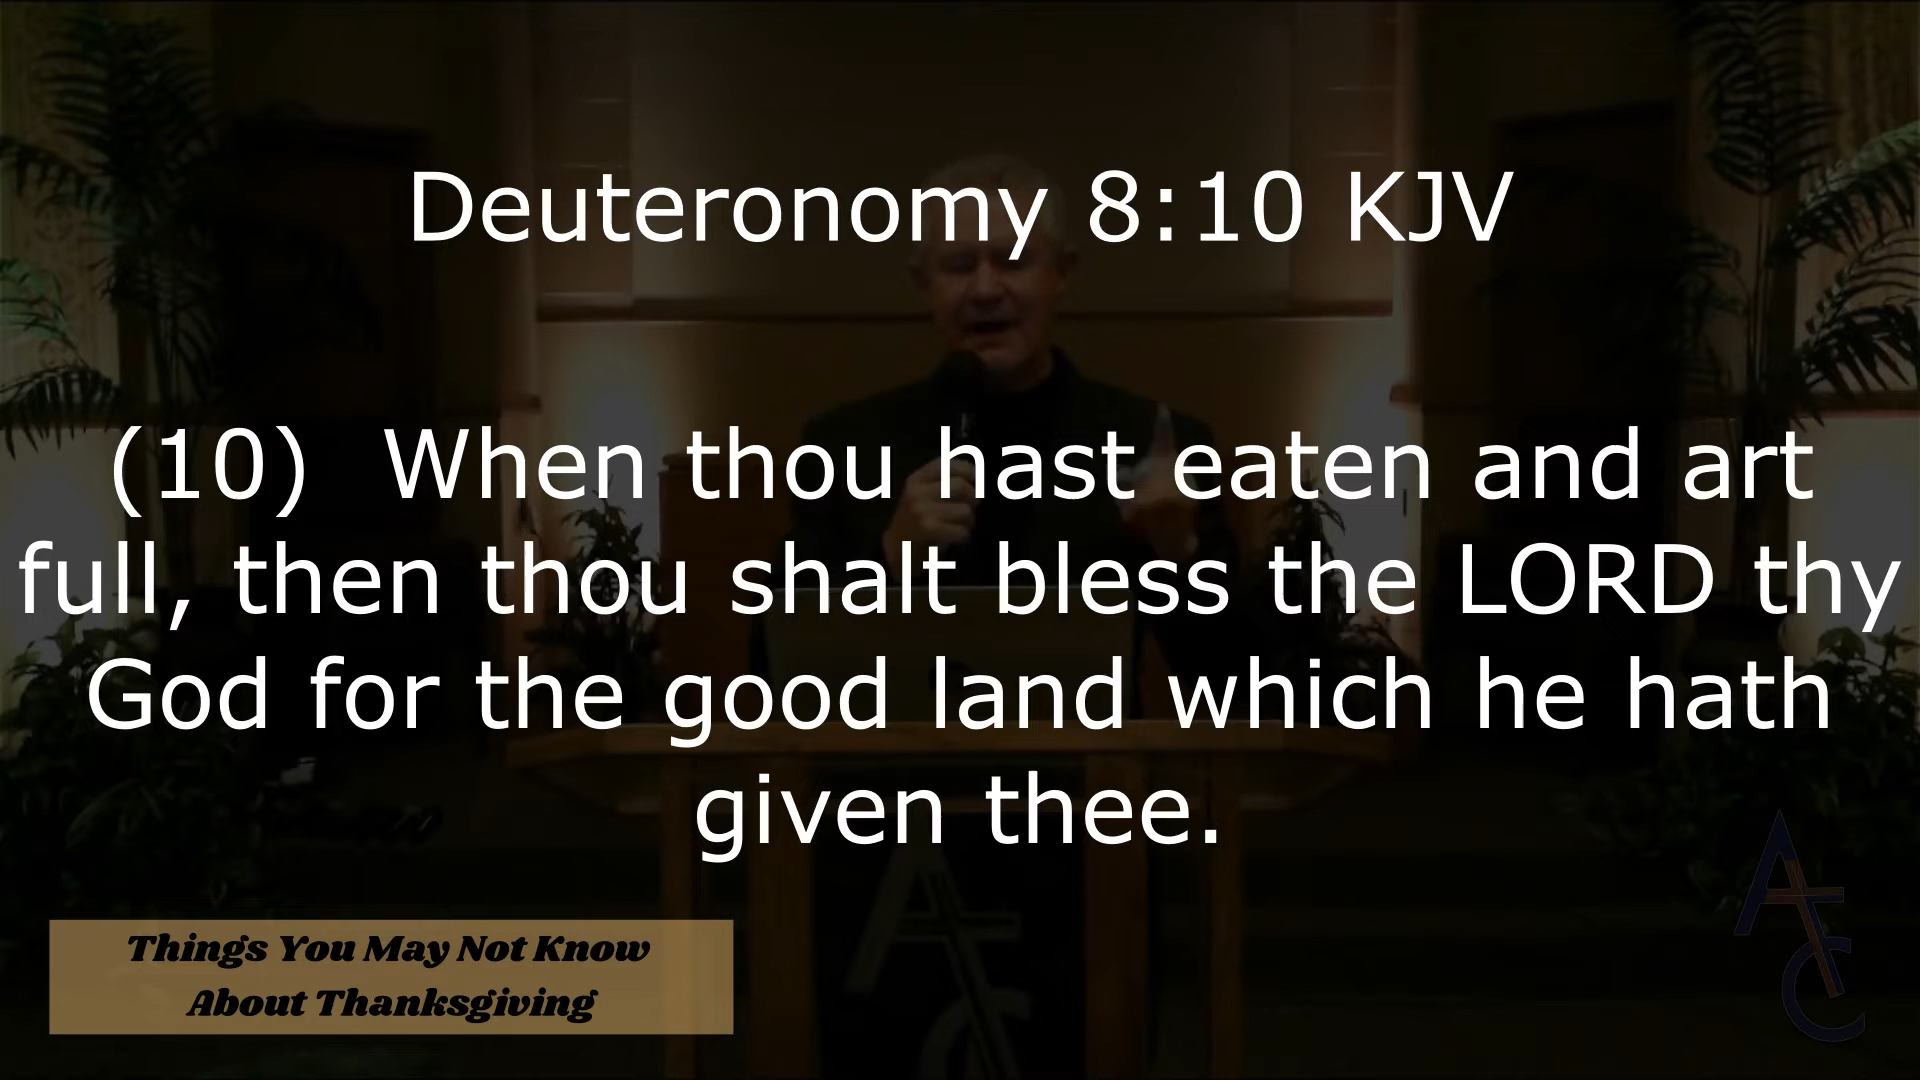 Deuteronomy 8:10 KJV
(10)  When thou hast eaten and art
full, then thou shalt bless the LORD thy
God for the good land which he hath
given thee.
Things You May Not Know
About Thanksgiving
ATC